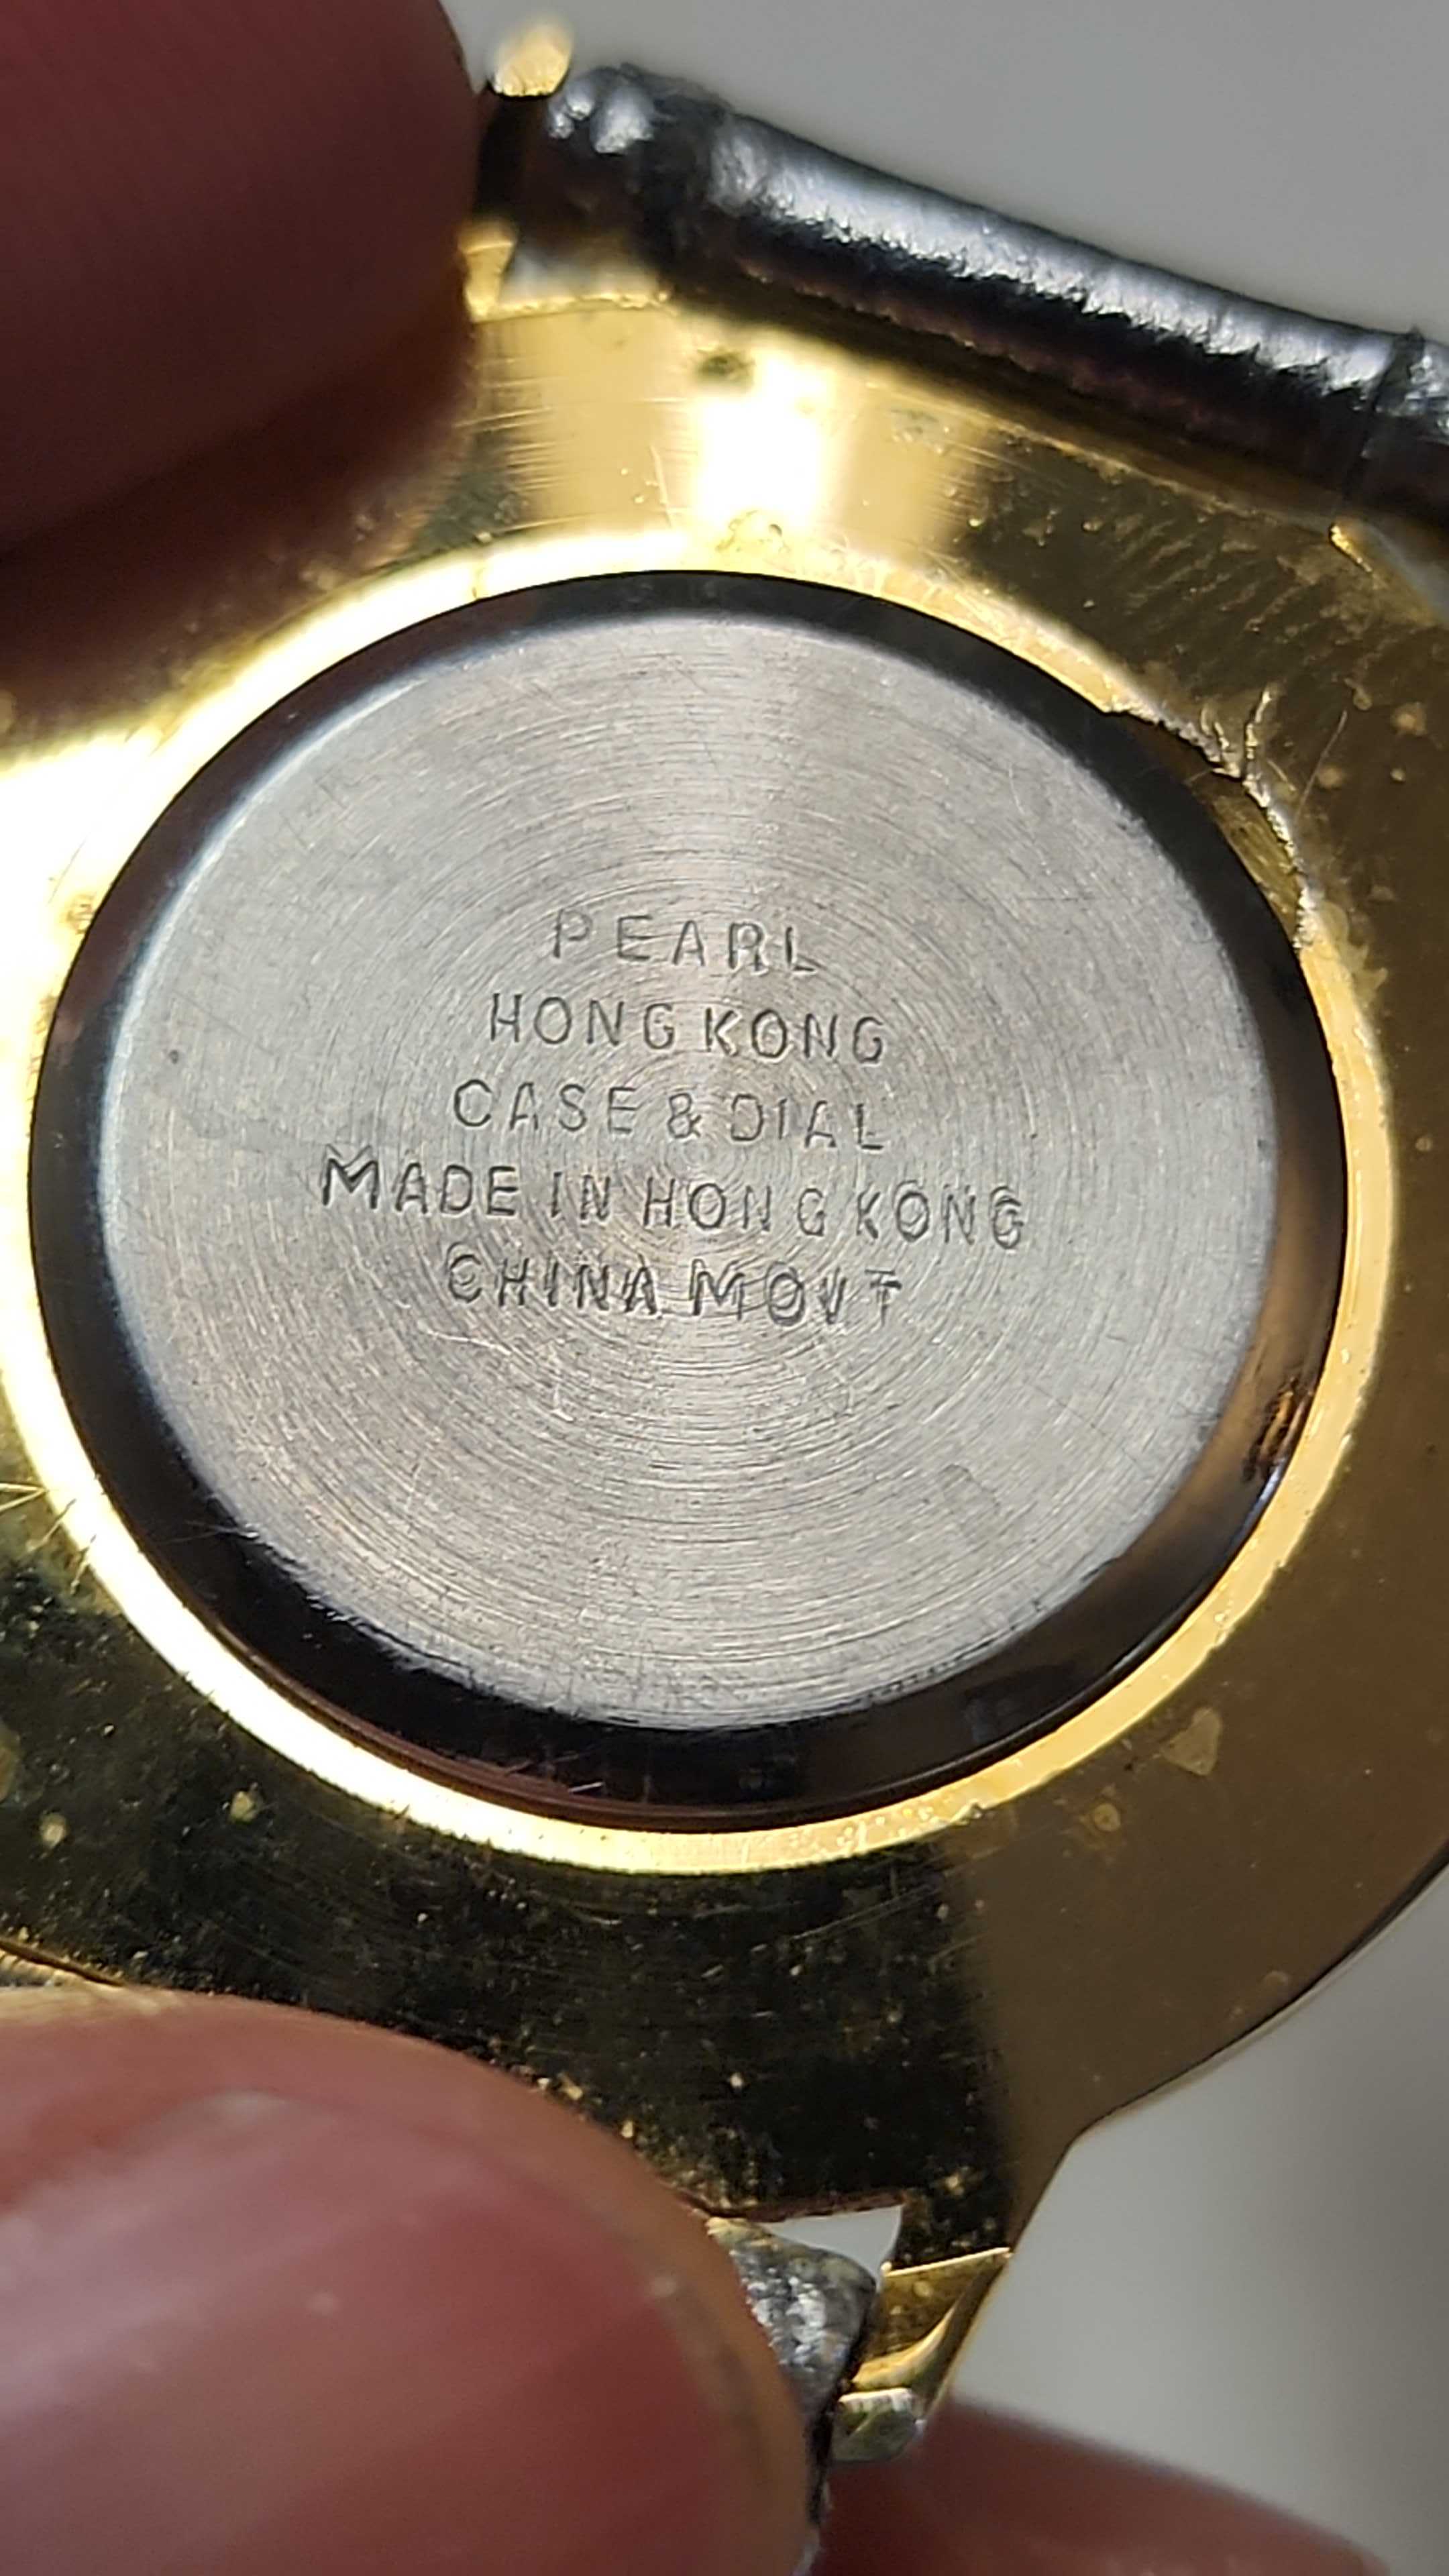 PEARL
HONG KONG
CASE & DIAL
MADE IN HONG KONG
CHINA MOVT